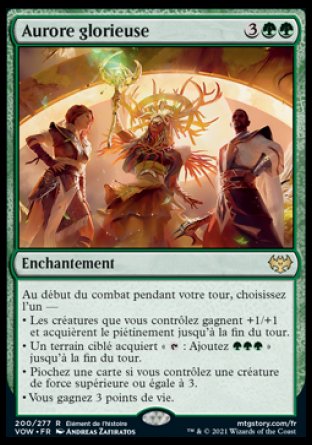 Aurore glorieuse 3
Enchantement
Au début du combat pendant votre tour, choisissez
l'un —
• Les créatures que vous contrôlez gagnent +1/+1
et acquièrent le piétinement jusqu'à la fin du tour.
• Un terrain ciblé acquiert « : Ajoutez »
jusqu'à la fin du tour.
• Piochez une carte si vous contrôlez une créature
de force supérieure ou égale à 3.
• Vous gagnez 3 points de vie.
200/277 R Élément de l'histoire mtgstory.com/fr
VOW • FR Andreas Zafiratos ™ & © 2021 Wizards of the Coast